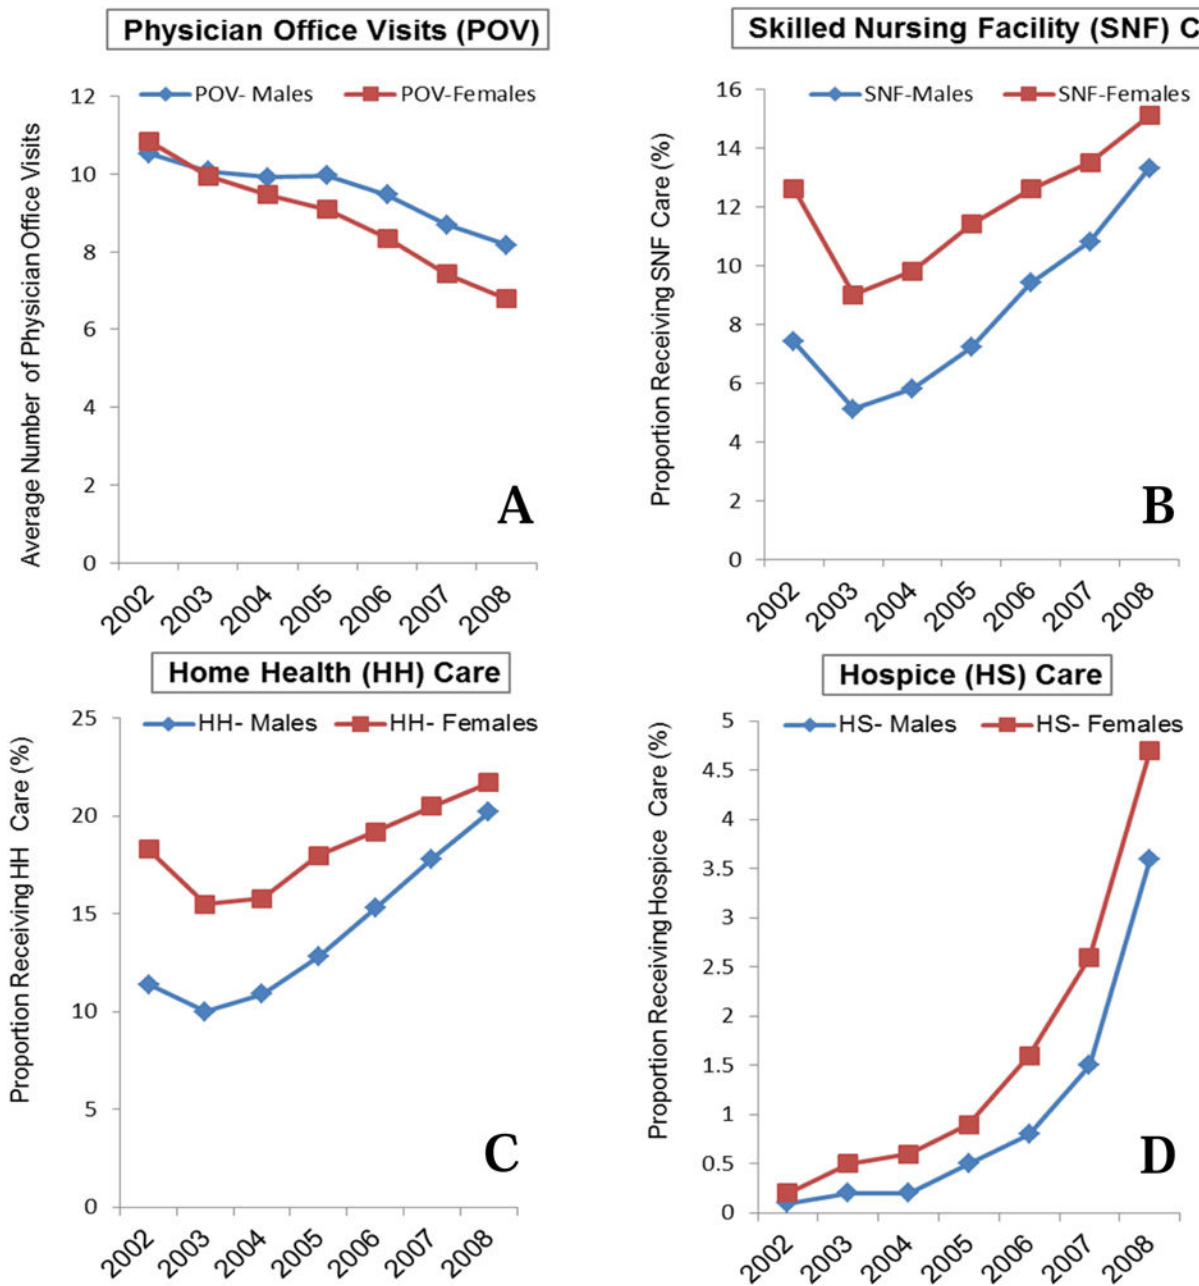 Physician Office Visits (POV)
POV- Males POV-Females
Average Number of Physician Office Visits
12
10
8
6
4
2
0
A
2002 2003 2004 2005 2006 2007 2008
Skilled Nursing Facility (SNF) C
SNF-Males SNF-Females
Proportion Receiving SNF Care (%)
16
14
12
10
8
6
4
2
0
B
2002 2003 2004 2005 2006 2007 2008
Home Health (HH) Care
HH- Males HH- Females
Proportion Receiving HH Care (%)
25
20
15
10
5
0
C
2002 2003 2004 2005 2006 2007 2008
Hospice (HS) Care
HS- Males HS- Females
Proportion Receiving Hospice Care (%)
5
4.5
4
3.5
3
2.5
2
1.5
1
0.5
0
D
2002 2003 2004 2005 2006 2007 2008